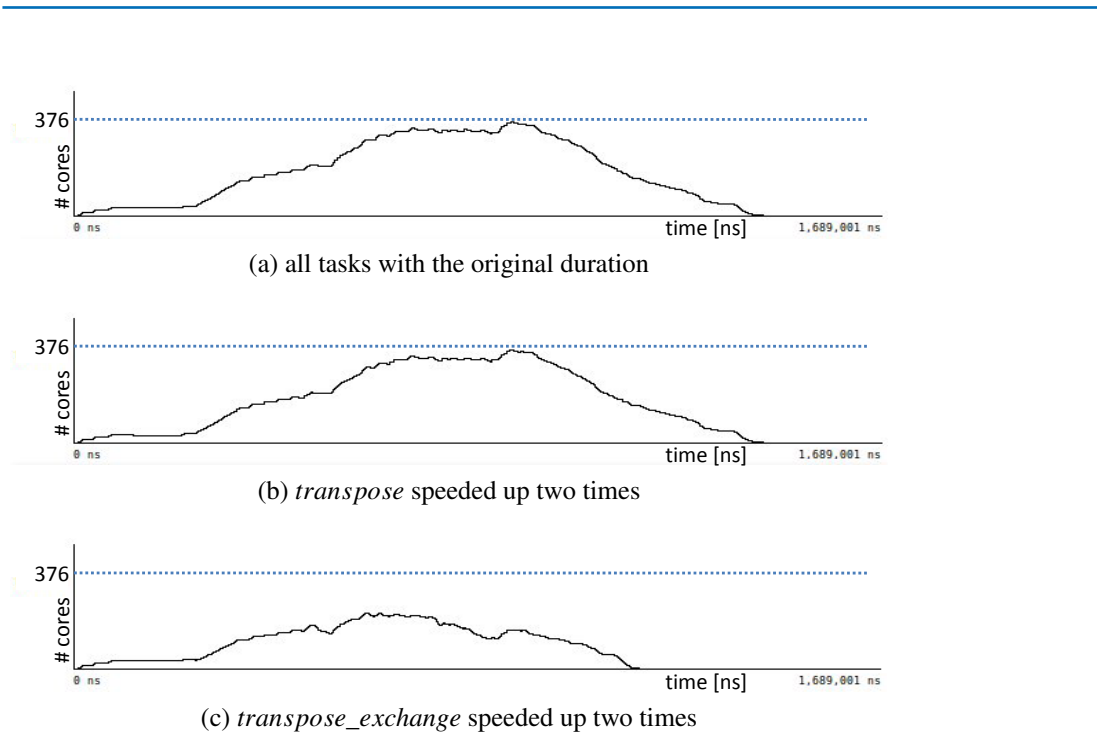 376
# cores
0 ns
time [ns]
1,689,001 ns
(a) all tasks with the original duration
376
# cores
0 ns
time [ns]
1,689,001 ns
(b) transpose speeded up two times
376
# cores
0 ns
time [ns]
1,689,001 ns
(c) transpose_exchange speeded up two times